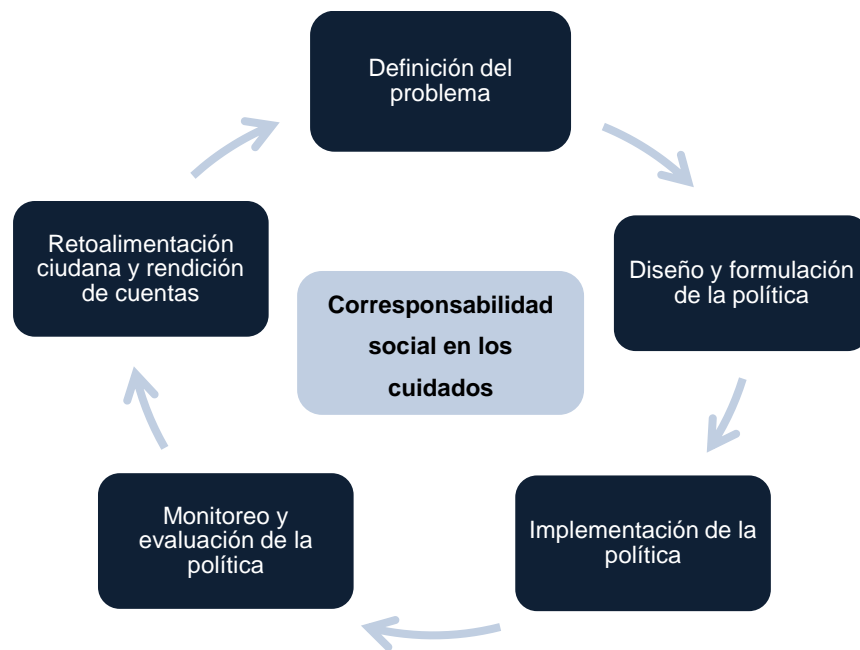 Definición del
problema
Diseño y formulación
de la política
Implementación de la
política
Monitoreo y
evaluación de la
política
Retoalimentación
ciudana y rendición
de cuentas
Corresponsabilidad
social en los
cuidados